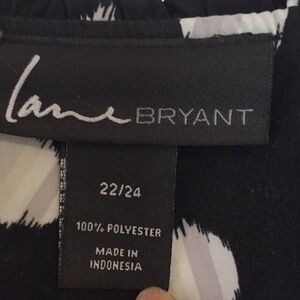 lane BRYANT
22/24
100% POLYESTER
MADE IN
INDONESIA